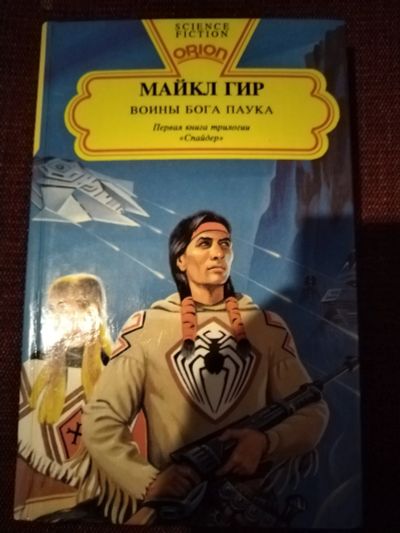 SCIENCE
FICTION
ORION
МАЙКЛ ГИР
ВОИНЫ БОГА ПАУКА
Первая книга трилогии
«Спайдер»